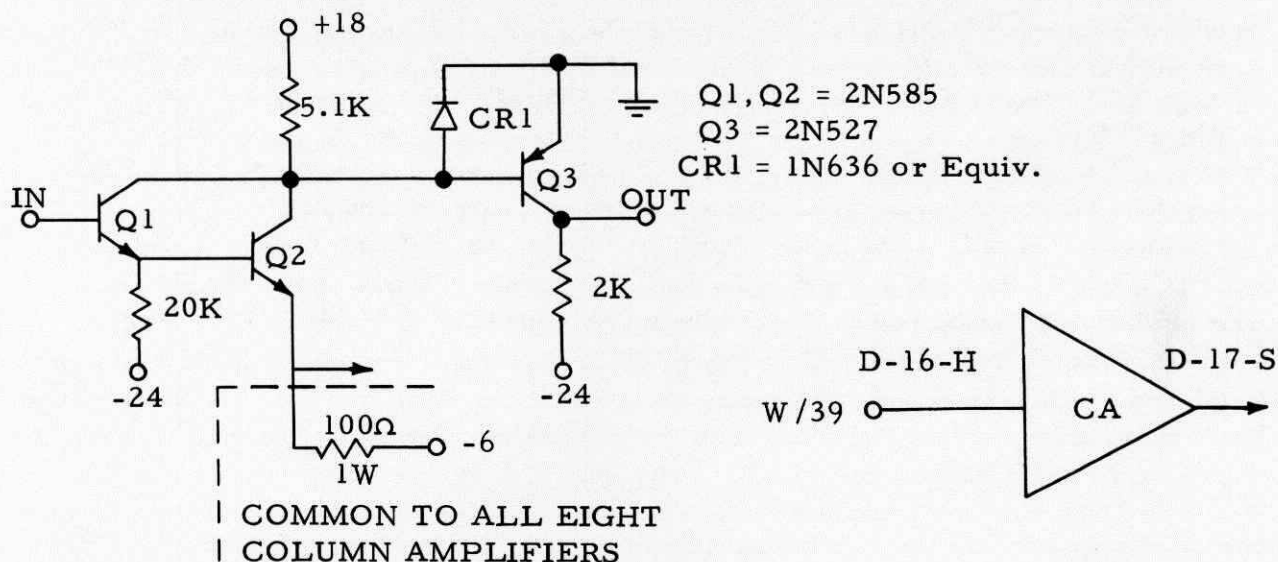 +18
5.1K
CR1
Q1,Q2 = 2N585
Q3 = 2N527
CR1 = 1N636 or Equiv.
IN
Q1
Q2
Q3
OUT
20K
2K
-24
-24
100Ω
1W
-6
COMMON TO ALL EIGHT
COLUMN AMPLIFIERS
D-16-H
D-17-S
W/39
CA